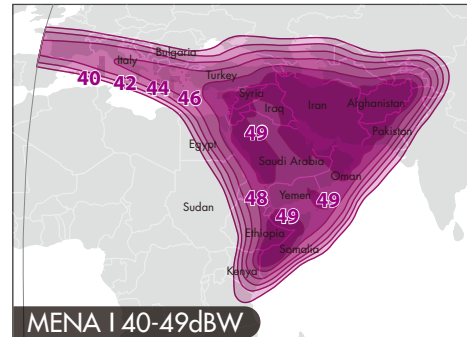 Bulgaria
Italy
40
42
44
46
Turkey
Syria
Iraq
Iran
Afghanistan
49
Egypt
Pakistan
Saudi Arabia
Oman
48
Yemen
49
49
Sudan
Ethiopia
Somalia
Kenya
MENA I 40-49dBW